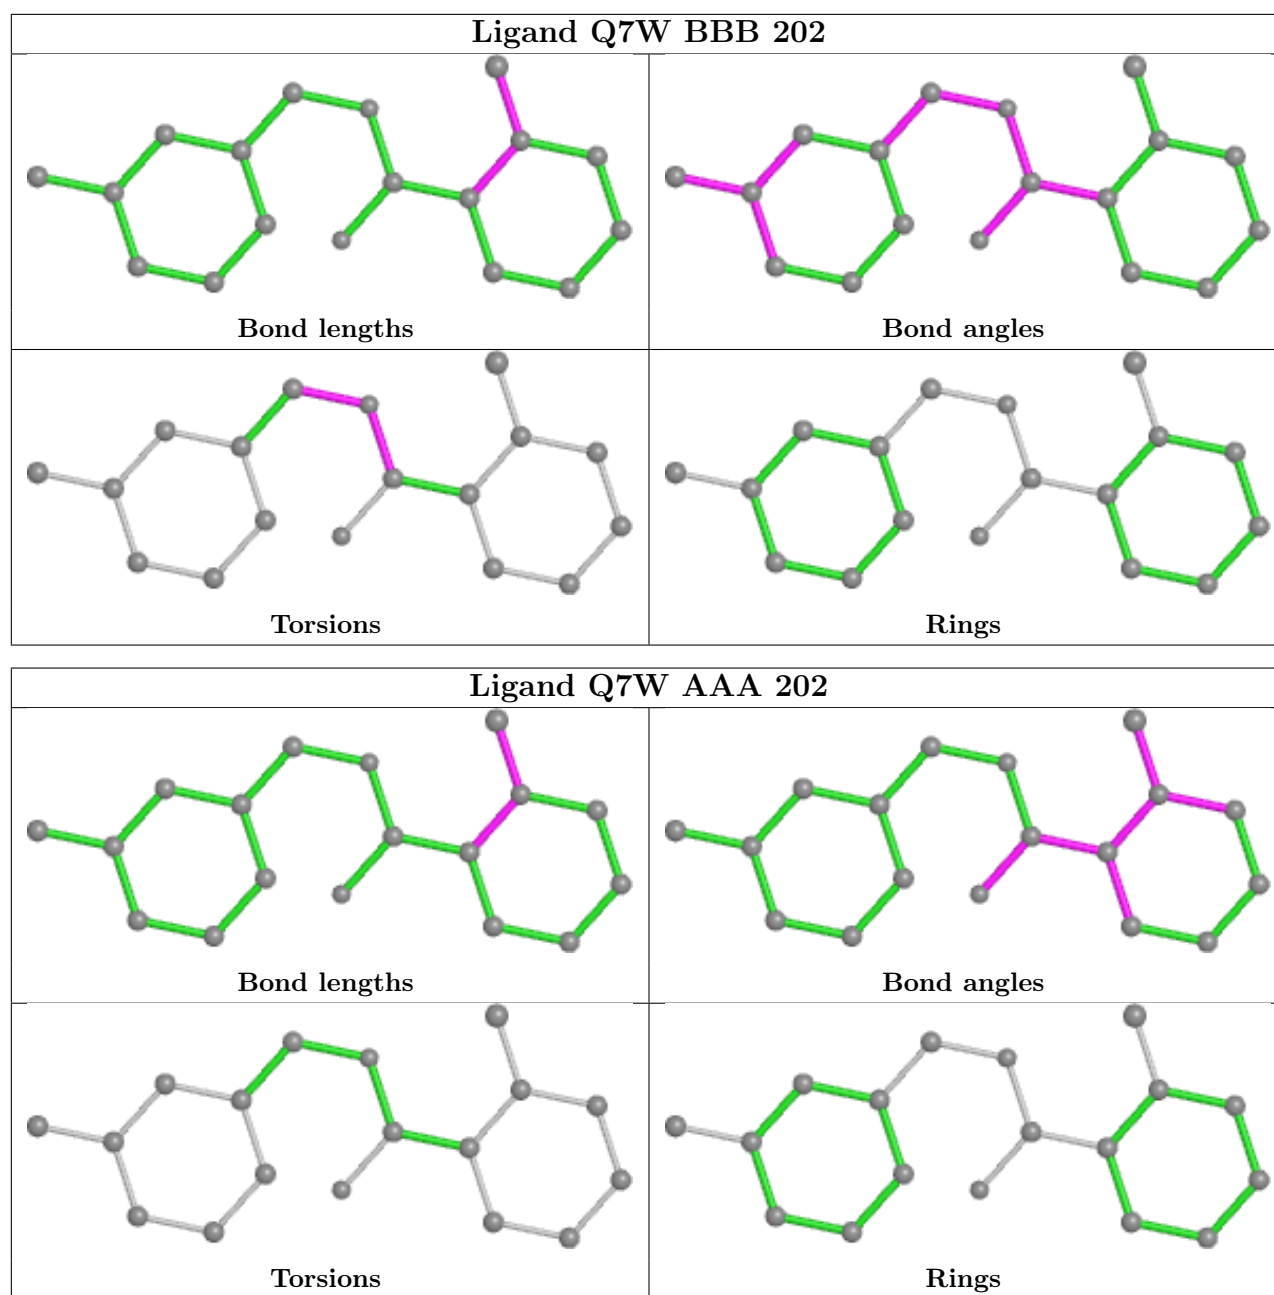 Ligand Q7W BBB 202
Bond lengths
Bond angles
Torsions
Rings
Ligand Q7W AAA 202
Bond lengths
Bond angles
Torsions
Rings